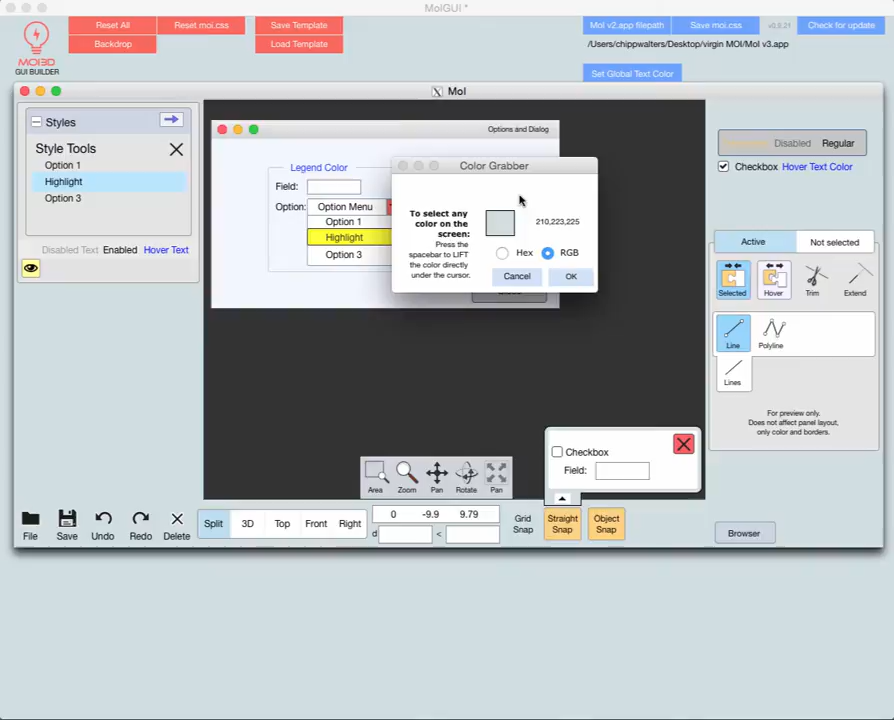 MoIGUI *
Reset All
Reset moi.css
Save Template
MoI v2.app filepath
Save moi.css
v0.9.21
Check for update
Backdrop
Load Template
/Users/chippwalters/Desktop/virgin MOI/MoI v3.app
MOI3D
GUI BUILDER
Set Global Text Color
MoI
Styles
Style Tools
Option 1
Highlight
Option 3
Disabled Text Enabled Hover Text
Options and Dialog
Legend Color
Field:
Option: Option Menu
Option 1
Highlight
Option 3
Color Grabber
To select any
color on the
screen:
Press the
spacebar to LIFT
the color directly
under the cursor.
210,223,225
Hex
RGB
Cancel
OK
Disabled
Regular
Checkbox Hover Text Color
Active
Not selected
Selected
Hover
Trim
Extend
Line
Polyline
Lines
For preview only.
Does not affect panel layout,
only color and borders.
Checkbox
Field:
Area
Zoom
Pan
Rotate
Pan
File
Save
Undo
Redo
Delete
Split
3D
Top
Front
Right
0
-9.9
9.79
d
<
Grid
Snap
Straight
Snap
Object
Snap
Browser